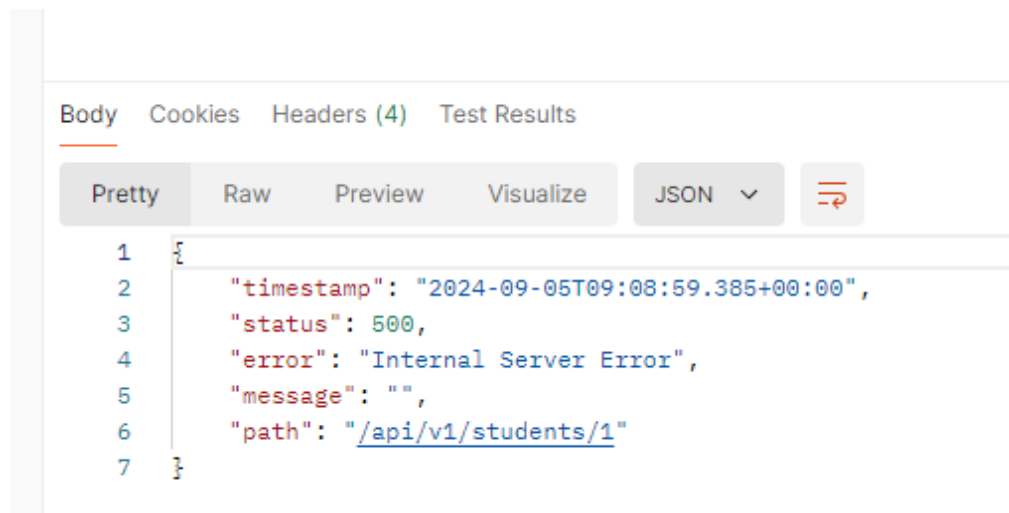 Body Cookies Headers (4) Test Results
Pretty Raw Preview Visualize JSON
1 {
2 "timestamp": "2024-09-05T09:08:59.385+00:00",
3 "status": 500,
4 "error": "Internal Server Error",
5 "message": "",
6 "path": "/api/v1/students/1"
7 }